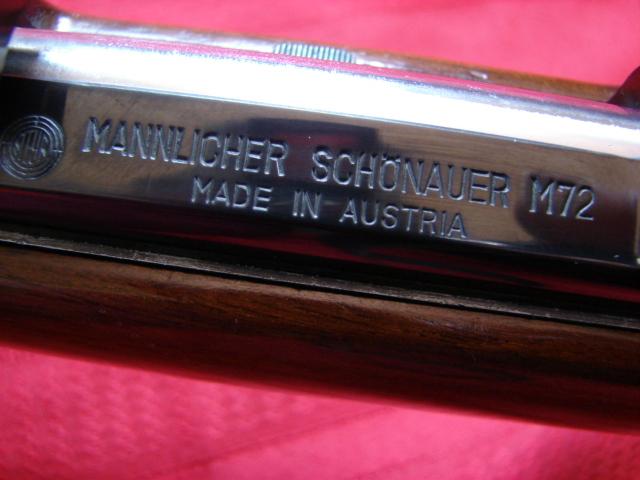 MANNLICHER SCHÖNAUER M72
MADE IN AUSTRIA